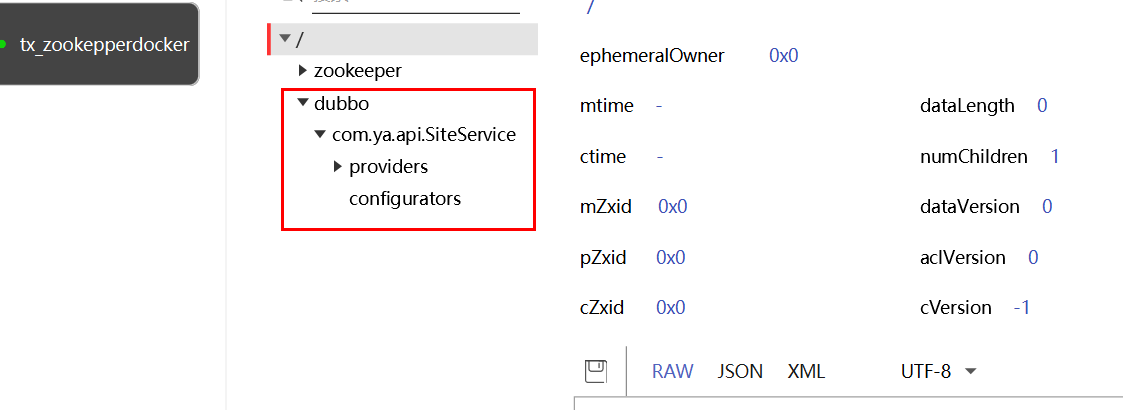 tx_zookepperdocker
/
zookeeper
dubbo
com.ya.api.SiteService
providers
configurators
/
ephemeralOwner 0x0
mtime -
dataLength 0
ctime -
numChildren 1
mZxid 0x0
dataVersion 0
pZxid 0x0
aclVersion 0
cZxid 0x0
cVersion -1
RAW JSON XML UTF-8